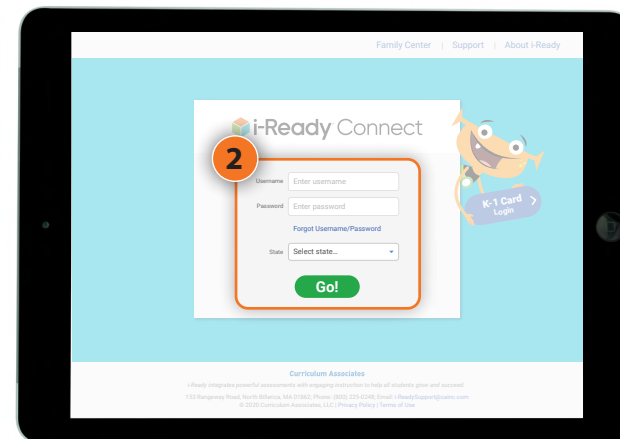 Family Center | Support | About i-Ready
i-Ready Connect
2
Username Enter username
Password Enter password
K-1 Card
Login
Forgot Username/Password
State Select state...
Go!
Curriculum Associates
i-Ready integrates powerful assessments with engaging instruction to help all students grow and succeed
153 Rangeway Road, North Billerica, MA 01862; Phone: (800) 225-0248; Email: i-ReadySupport@cainc.com
© 2020 Curriculum Associates, LLC | Privacy Policy | Terms of Use